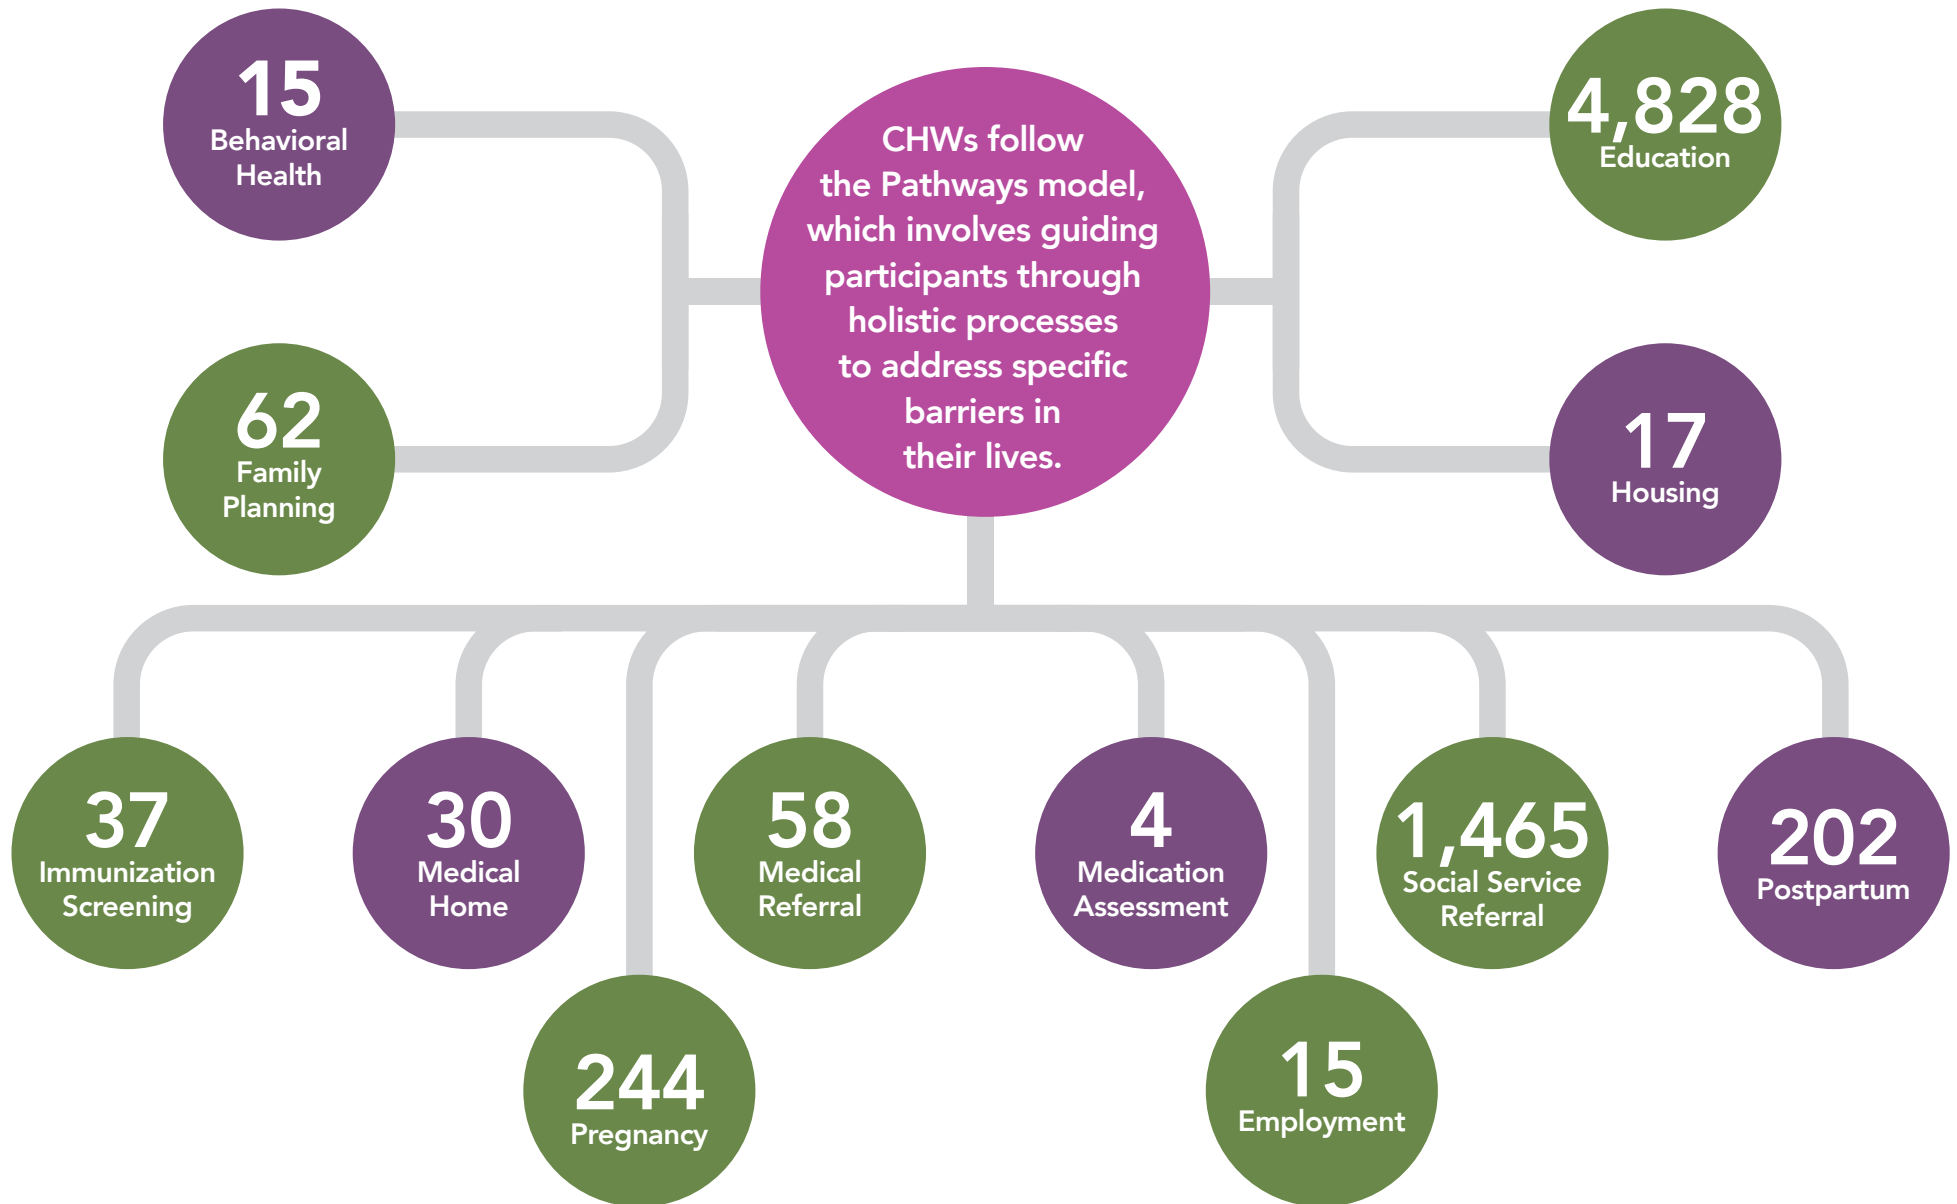 15
Behavioral
Health
CHWs follow
the Pathways model,
which involves guiding
participants through
holistic processes
to address specific
barriers in
their lives.
4,828
Education
62
Family
Planning
17
Housing
37
Immunization
Screening
30
Medical
Home
58
Medical
Referral
4
Medication
Assessment
1,465
Social Service
Referral
202
Postpartum
244
Pregnancy
15
Employment